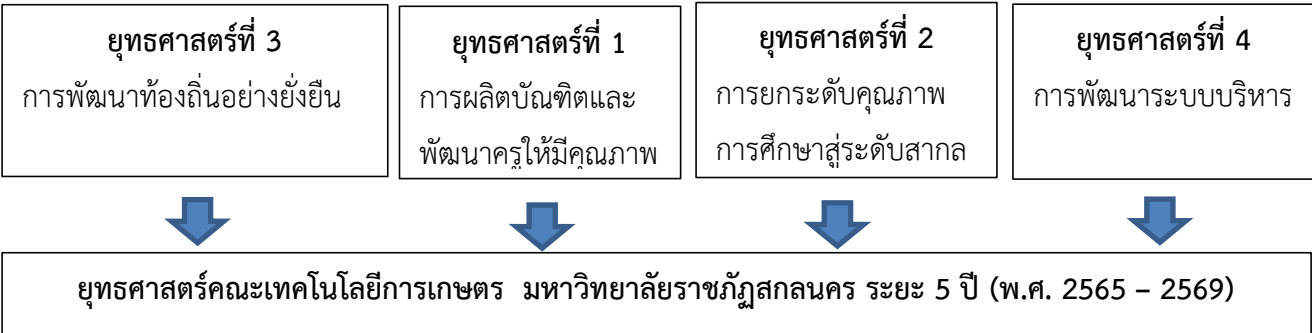 ยุทธศาสตร์ที่ 3
การพัฒนาท้องถิ่นอย่างยั่งยืน
ยุทธศาสตร์ที่ 1
การผลิตบัณฑิตและ
พัฒนาครูให้มีคุณภาพ
ยุทธศาสตร์ที่ 2
การยกระดับคุณภาพ
การศึกษาสู่ระดับสากล
ยุทธศาสตร์ที่ 4
การพัฒนาระบบบริหาร
ยุทธศาสตร์คณะเทคโนโลยีการเกษตร มหาวิทยาลัยราชภัฏสกลนคร ระยะ 5 ปี (พ.ศ. 2565 – 2569)